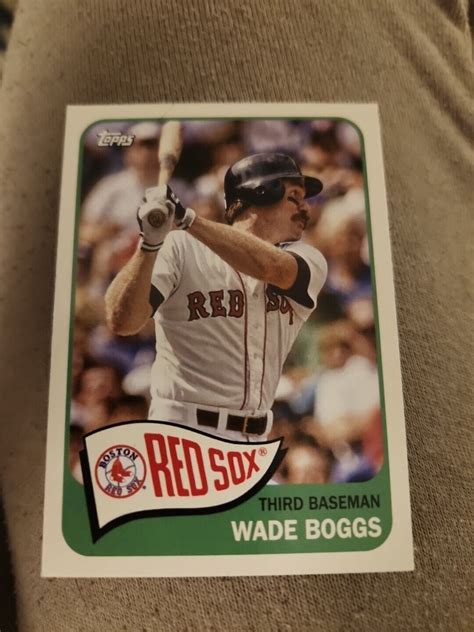 Topps
RED SOX
BOSTON
RED SOX
RED SOX®
THIRD BASEMAN
WADE BOGGS